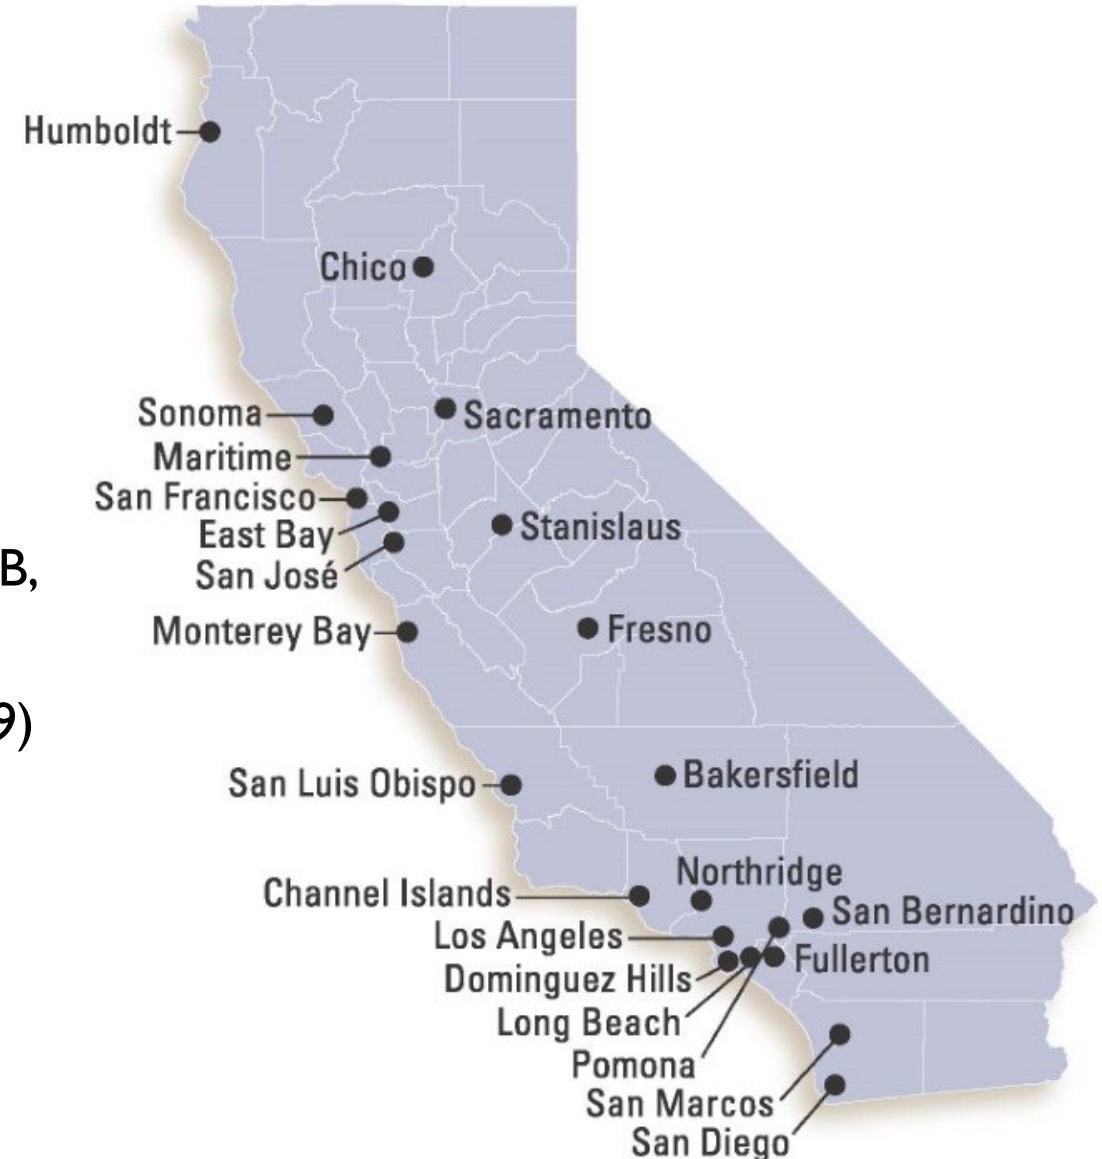 Humboldt
Chico
Sonoma
Sacramento
Maritime
San Francisco
East Bay
Stanislaus
San José
B,
Monterey Bay
Fresno
9)
San Luis Obispo
Bakersfield
Northridge
Channel Islands
San Bernardino
Los Angeles
Fullerton
Dominguez Hills
Long Beach
Pomona
San Marcos
San Diego